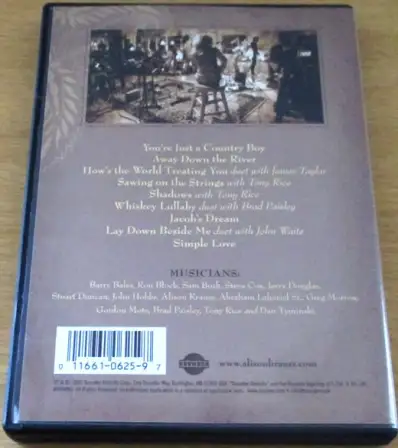 You're Just a Country Boy
Away Down the River
How's the World Treating You duet with James Taylor
Sawing on the Strings with Tony Rice
Shadows with Tony Rice
Whiskey Lullaby duet with Brad Paisley
Jacob's Dream
Lay Down Beside Me duet with John Waite
Simple Love
MUSICIANS:
Barry Bales, Ron Block, Sam Bush, Steve Cox, Jerry Douglas,
Stuart Duncan, John Hobbs, Alison Krauss, Abraham Laboriel Sr., Greg Morrow,
Gordon Mote, Brad Paisley, Tony Rice and Dan Tyminski
ROUNDER
www.alisonkrauss.com
0 11661-0625-9 7